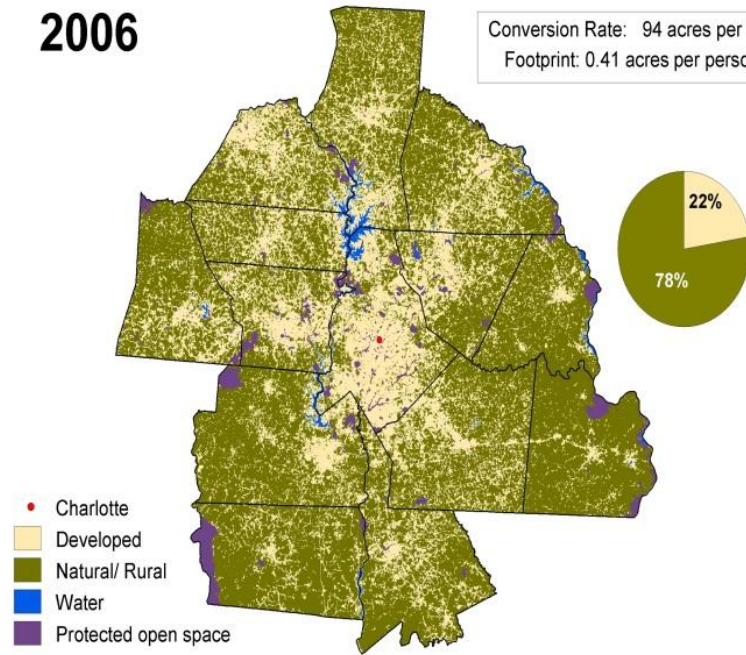 2006
Conversion Rate: 94 acres per
Footprint: 0.41 acres per
22%
78%
Charlotte
Developed
Natural/ Rural
Water
Protected open space